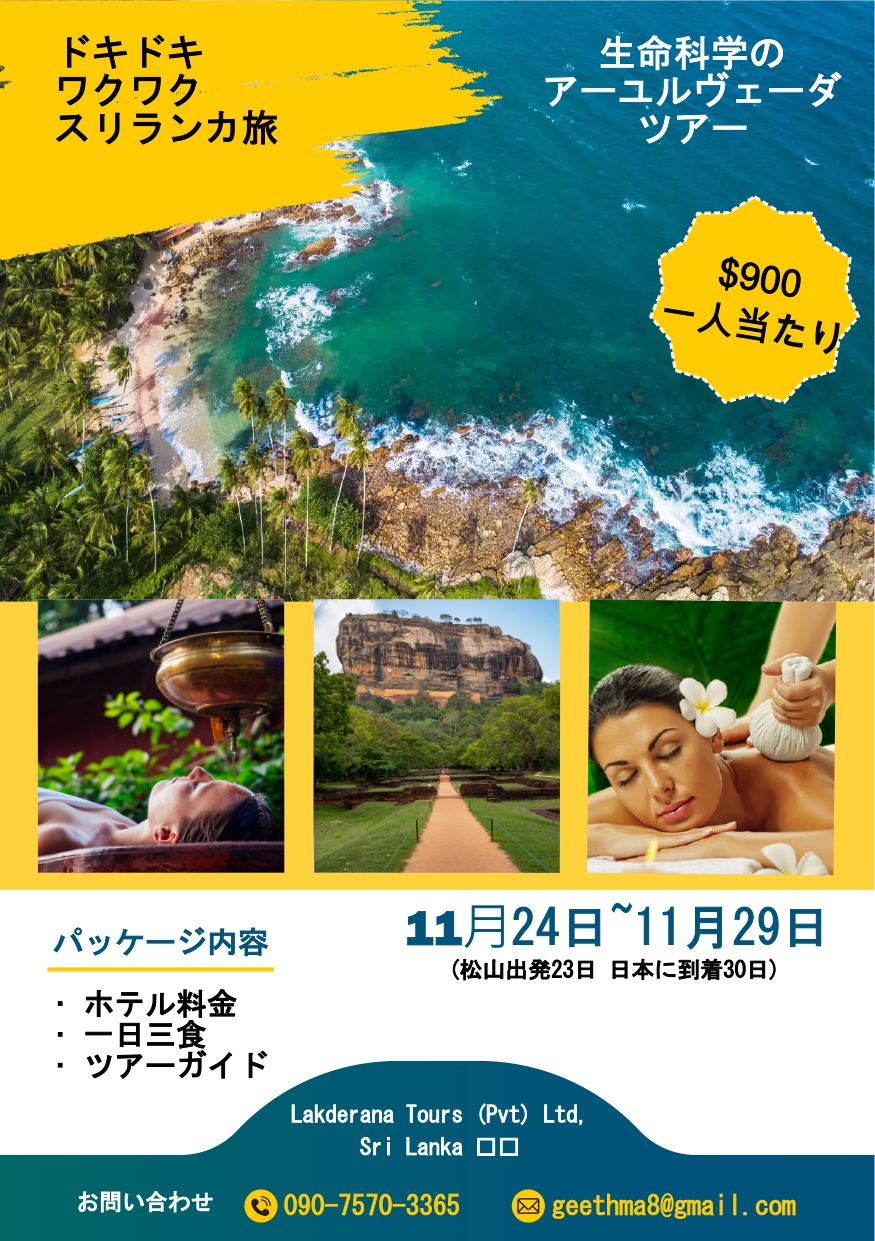 ドキドキ
ワクワク
スリランカ旅
生命科学の
アーユルヴェーダ
ツアー
$900
一人当たり
11月24日~11月29日
(松山出発23日 日本に到着30日)
パッケージ内容
・ ホテル料金
・ 一日三食
・ ツアーガイド
Lakderana Tours (Pvt) Ltd,
Sri Lanka □□
お問い合わせ 090-7570-3365 geethma8@gmail.com